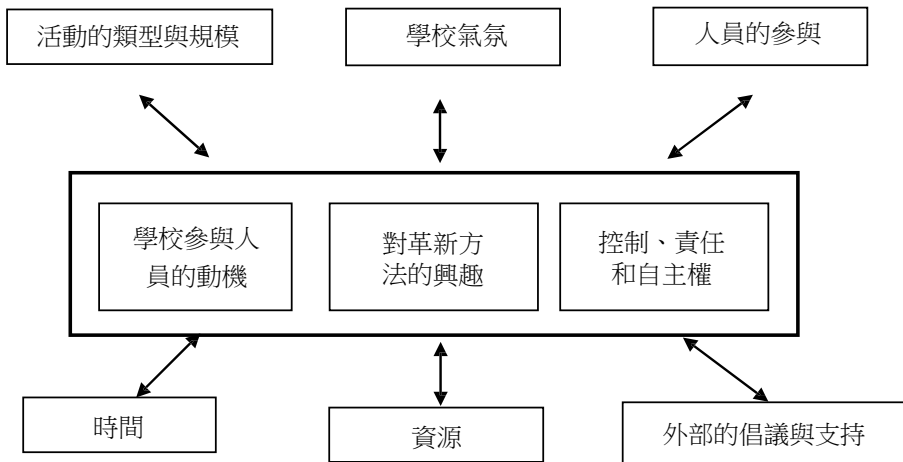 活動的類型與規模
學校氣氛
人員的參與
學校參與人
員的動機
對革新方
法的興趣
控制、責任
和自主權
時間
資源
外部的倡議與支持